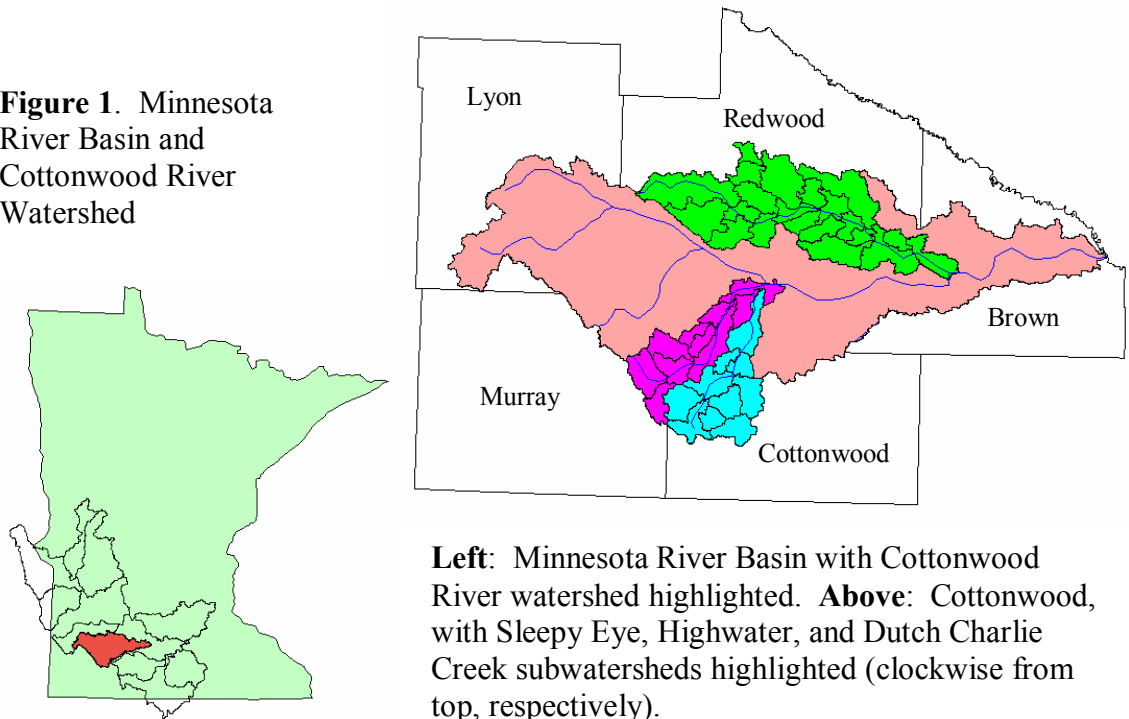 Figure 1. Minnesota
River Basin and
Cottonwood River
Watershed
Lyon
Redwood
Brown
Murray
Cottonwood
Left: Minnesota River Basin with Cottonwood
River watershed highlighted. Above: Cottonwood,
with Sleepy Eye, Highwater, and Dutch Charlie
Creek subwatersheds highlighted (clockwise from
top, respectively).